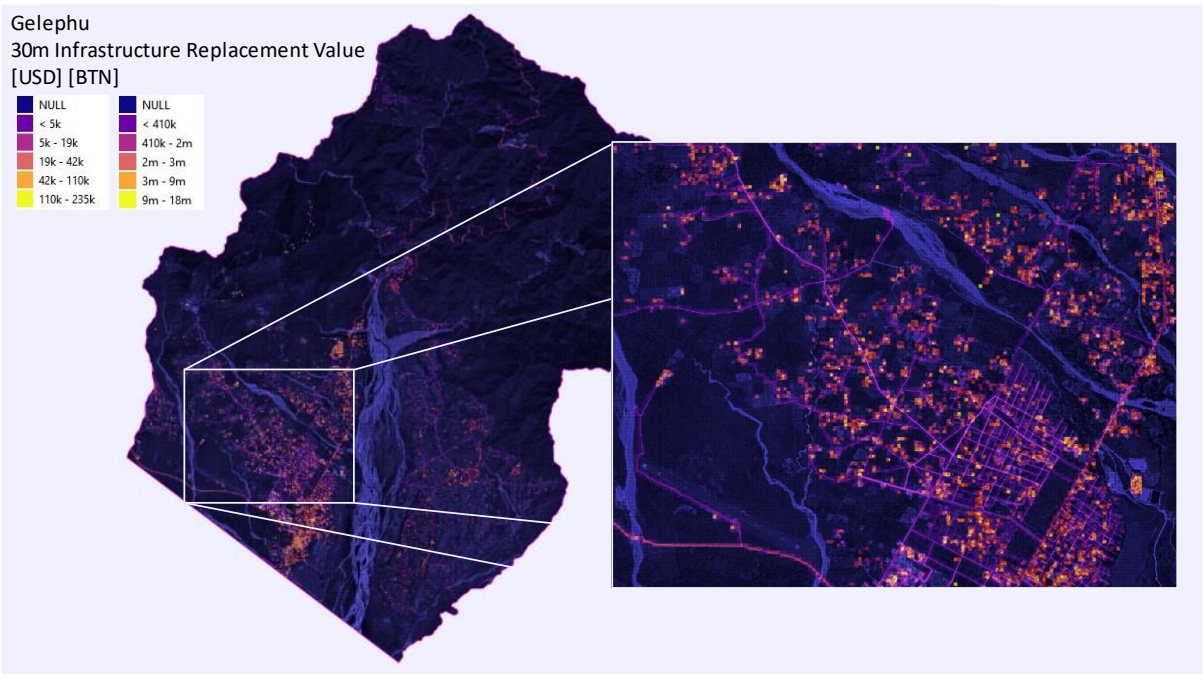 Gelephu
30m Infrastructure Replacement Value
[USD] [BTN]
NULL NULL
< 5k < 410k
5k - 19k 410k - 2m
19k - 42k 2m - 3m
42k - 110k 3m - 9m
110k - 235k 9m - 18m